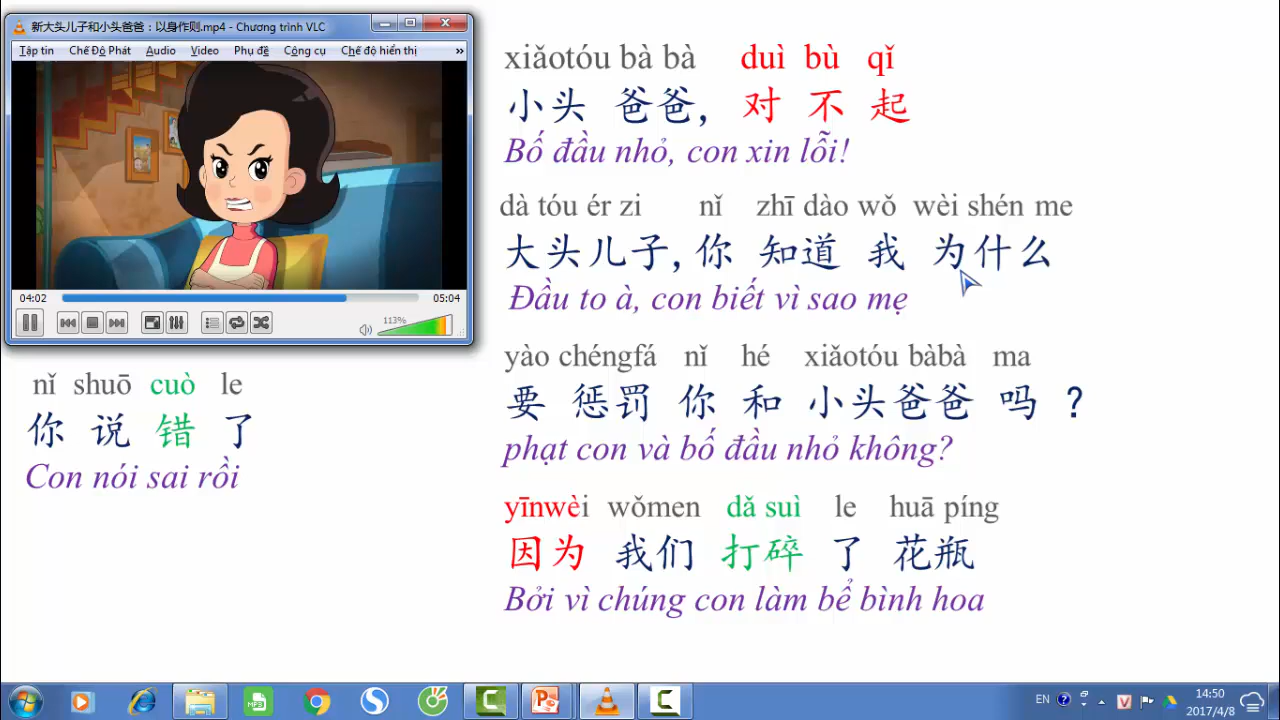 新大头儿子和小头爸爸：以身作则.mp4 - Chương trình VLC
Tập tin Chế Độ Phát Audio Video Phụ đề Công cụ Chế độ hiển thị »
04:02 05:04
113%
nǐ shuō cuò le
你 说 错 了
Con nói sai rồi
xiǎotóu bà bà duì bù qǐ
小头 爸爸, 对 不 起
Bố đầu nhỏ, con xin lỗi!
dà tóu ér zi nǐ zhī dào wǒ wèi shén me
大头儿子, 你 知道 我 为什么
Đầu to à, con biết vì sao mẹ
yào chéngfá nǐ hé xiǎotóu bàbà ma
要 惩罚 你 和 小头爸爸 吗 ?
phạt con và bố đầu nhỏ không?
yīnwèi wǒmen dǎ suì le huā píng
因为 我们 打碎 了 花瓶
Bởi vì chúng con làm bể bình hoa
EN 14:50
2017/4/8